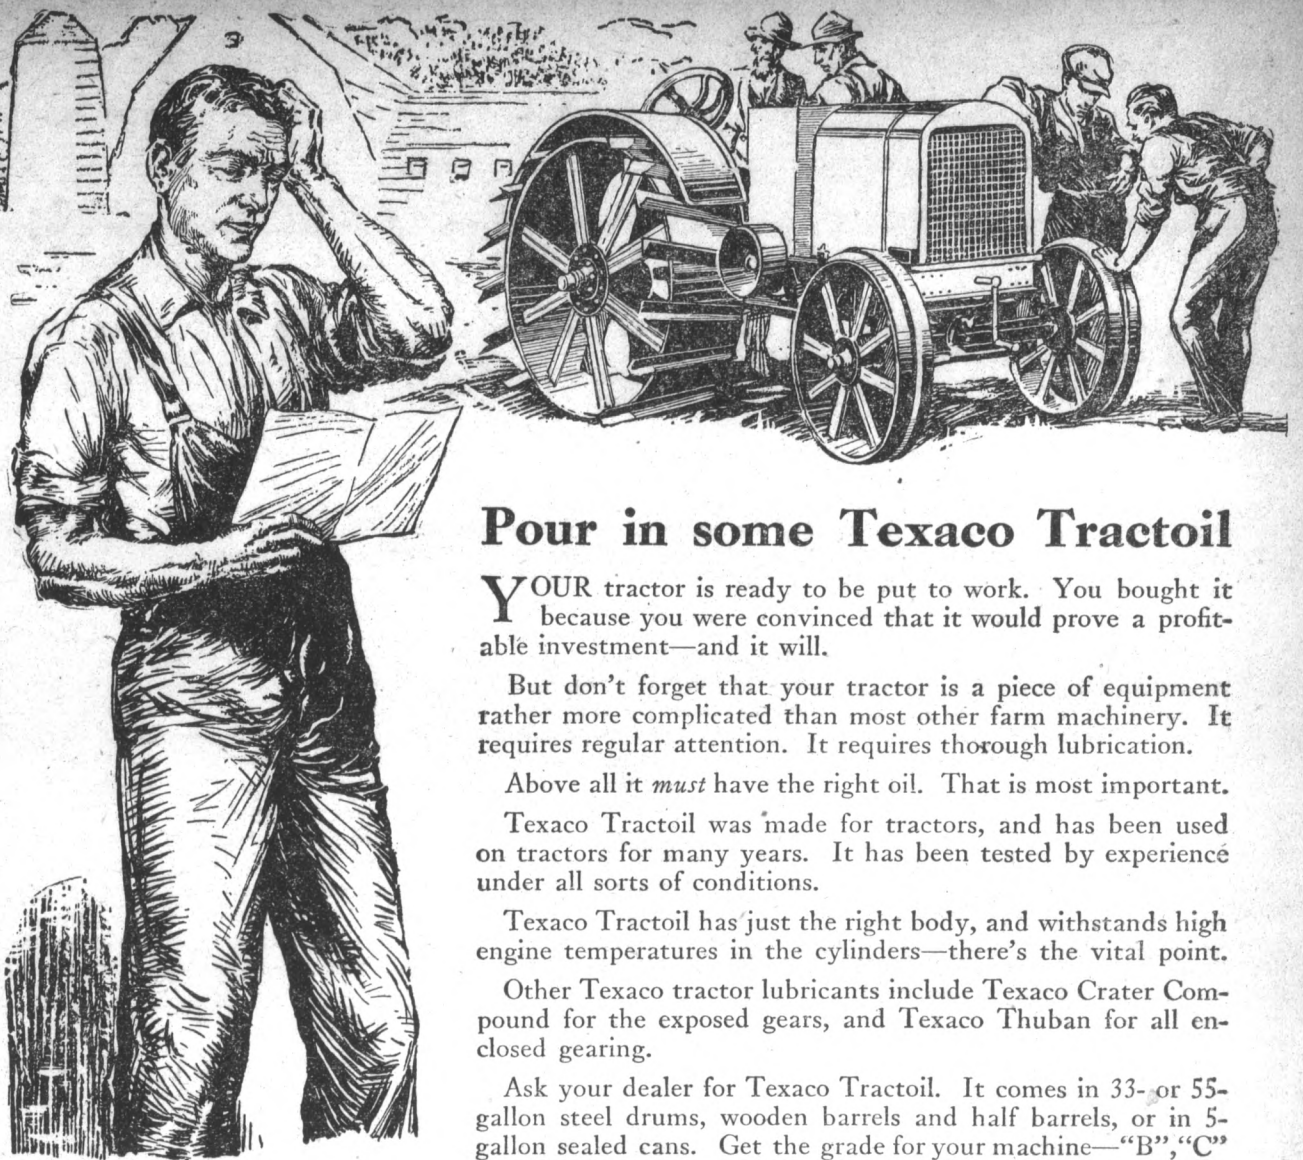 Pour in some Texaco Tractoil
YOUR tractor is ready to be put to work. You bought it
because you were convinced that it would prove a profit-
able investment—and it will.
But don't forget that your tractor is a piece of equipment
rather more complicated than most other farm machinery. It
requires regular attention. It requires thorough lubrication.
Above all it must have the right oil. That is most important.
Texaco Tractoil was made for tractors, and has been used
on tractors for many years. It has been tested by experience
under all sorts of conditions.
Texaco Tractoil has just the right body, and withstands high
engine temperatures in the cylinders—there's the vital point.
Other Texaco tractor lubricants include Texaco Crater Com-
pound for the exposed gears, and Texaco Thuban for all en-
closed gearing.
Ask your dealer for Texaco Tractoil. It comes in 33- or 55-
gallon steel drums, wooden barrels and half barrels, or in 5-
gallon sealed cans. Get the grade for your machine—"B","C"